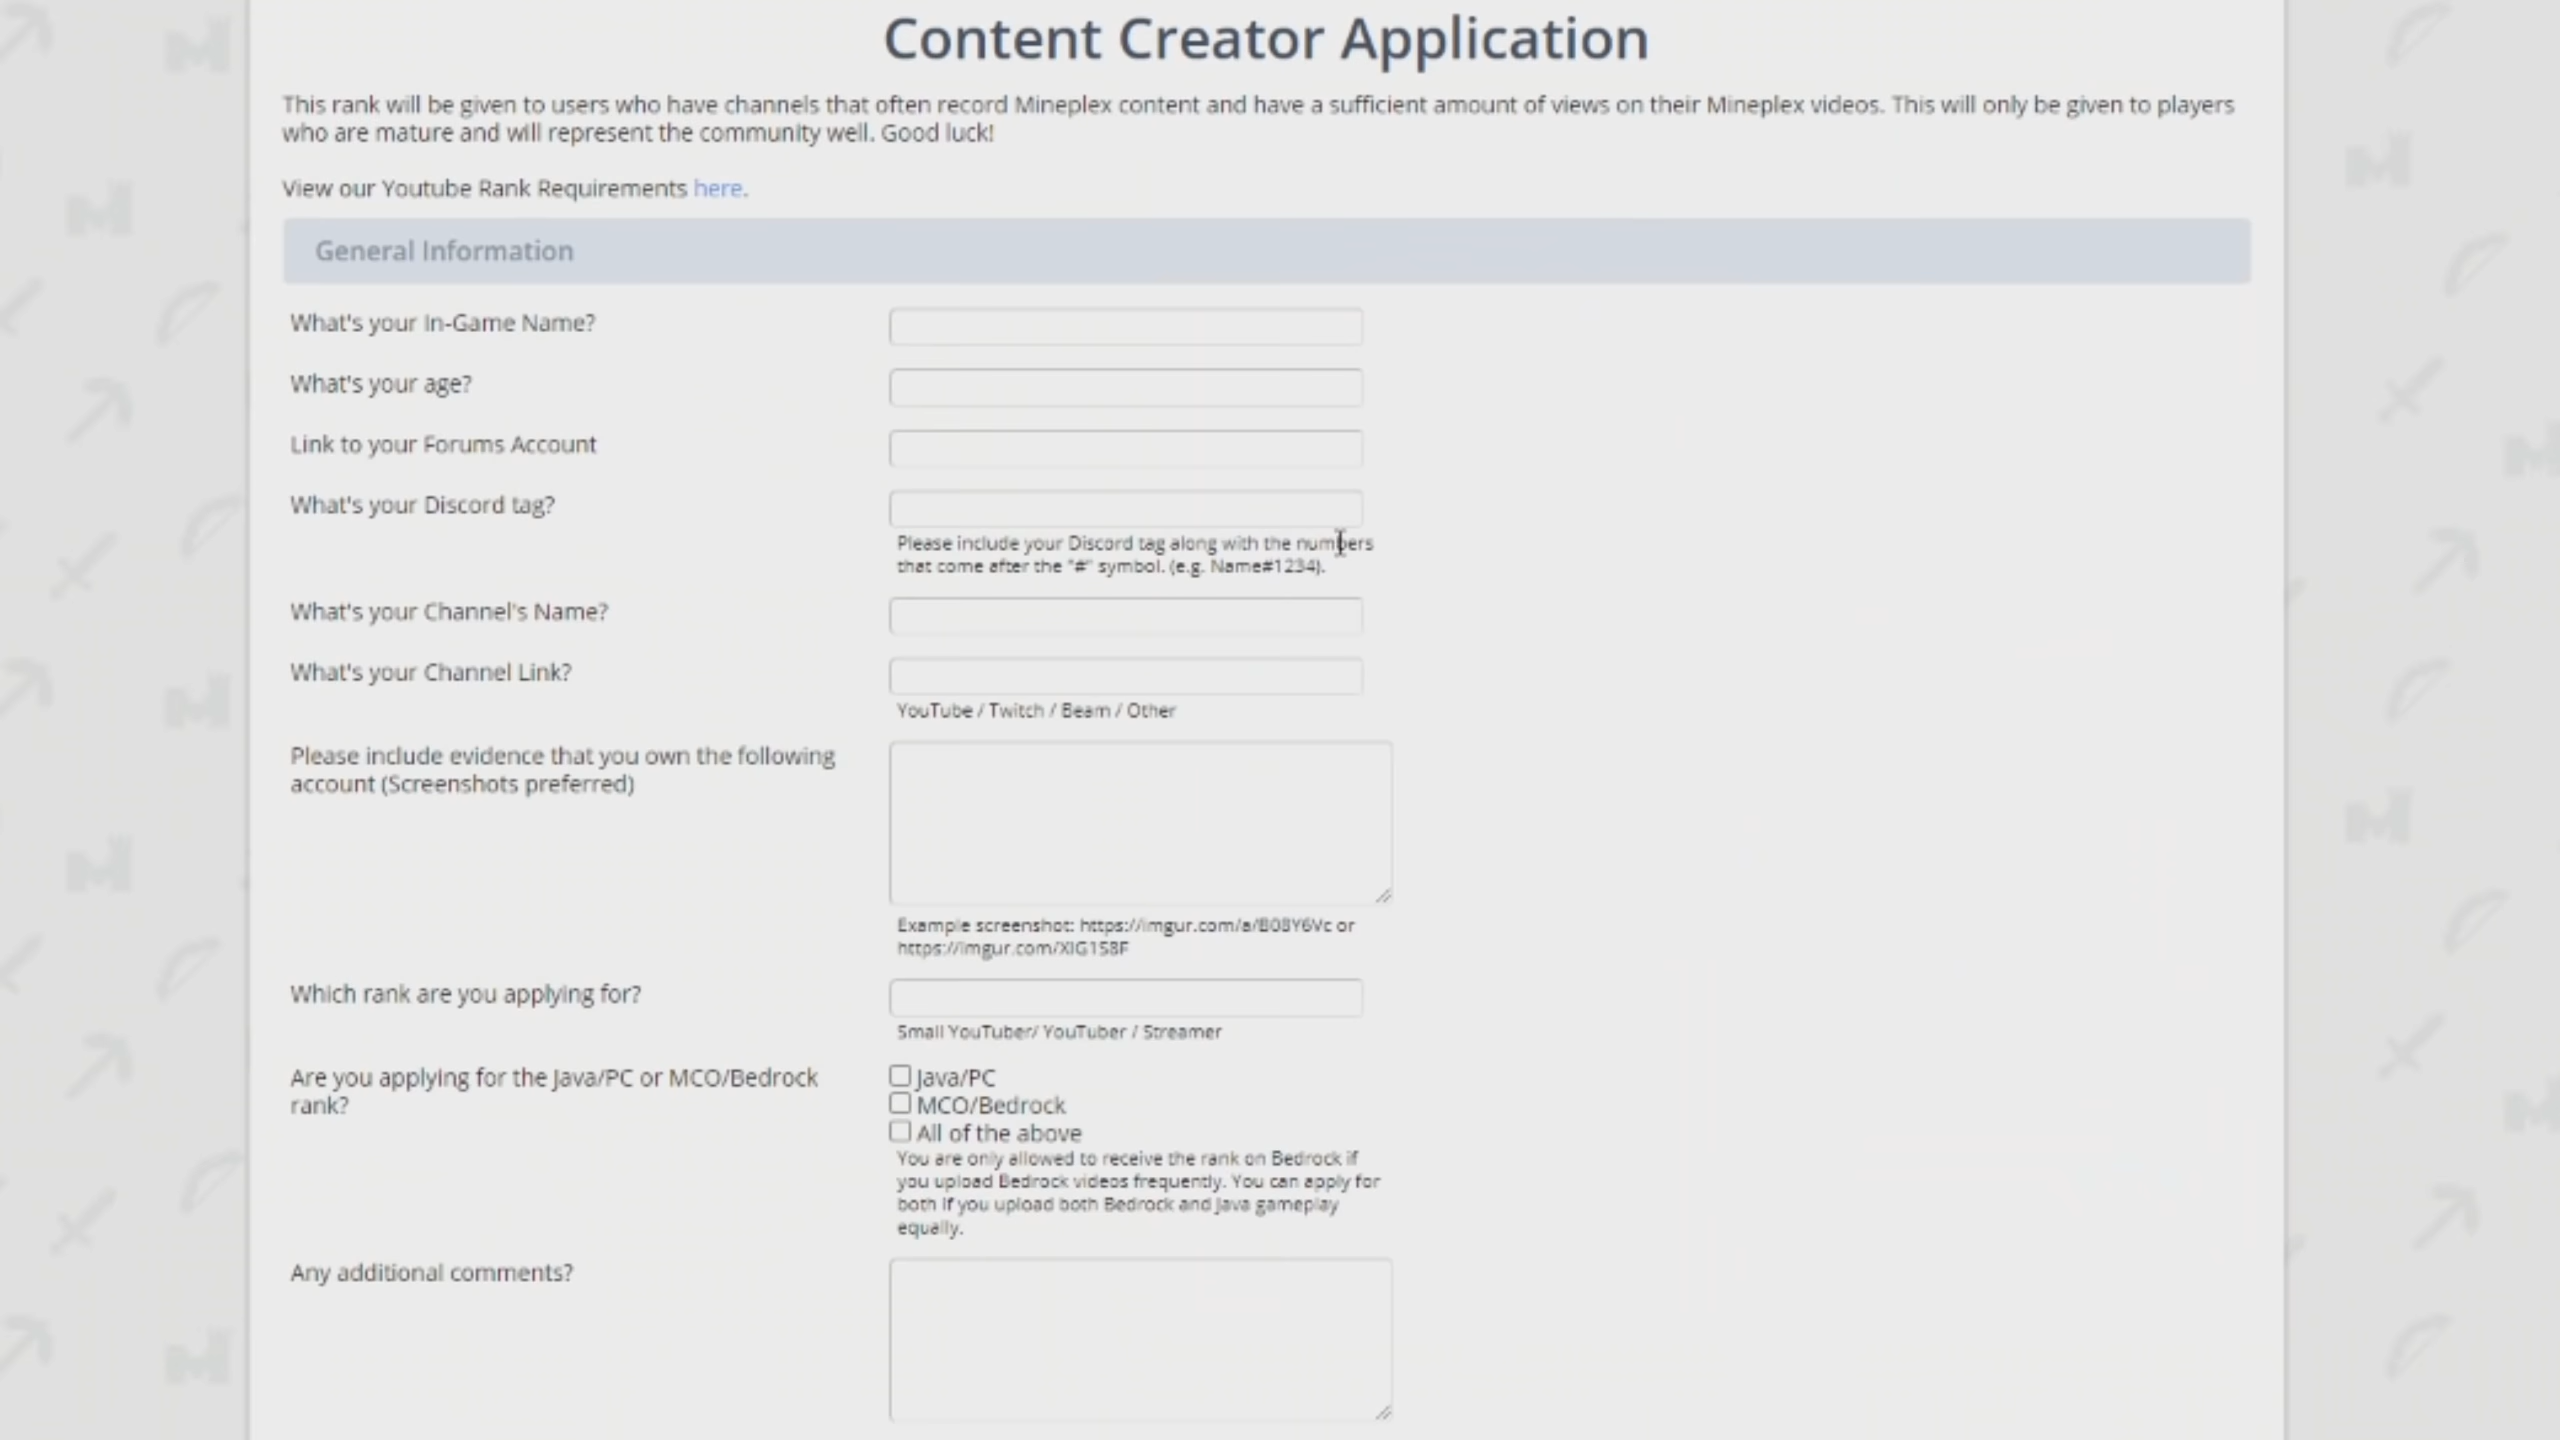 Content Creator Application
This rank will be given to users who have channels that often record Mineplex content and have a sufficient amount of views on their Mineplex videos. This will only be given to players
who are mature and will represent the community well. Good luck!
View our Youtube Rank Requirements here.
General Information
What's your In-Game Name?
What's your age?
Link to your Forums Account
What's your Discord tag?
Please include your Discord tag along with the numbers
that come after the "#" symbol. (e.g. Name#1234).
What's your Channel's Name?
What's your Channel Link?
YouTube / Twitch / Beam / Other
Please include evidence that you own the following
account (Screenshots preferred)
Example screenshot: https://imgur.com/a/B08Y6Vc or
https://imgur.com/XIG158F
Which rank are you applying for?
Small YouTuber/ YouTuber / Streamer
Are you applying for the Java/PC or MCO/Bedrock
rank?
Java/PC
MCO/Bedrock
All of the above
You are only allowed to receive the rank on Bedrock if
you upload Bedrock videos frequently. You can apply for
both if you upload both Bedrock and Java gameplay
equally.
Any additional comments?